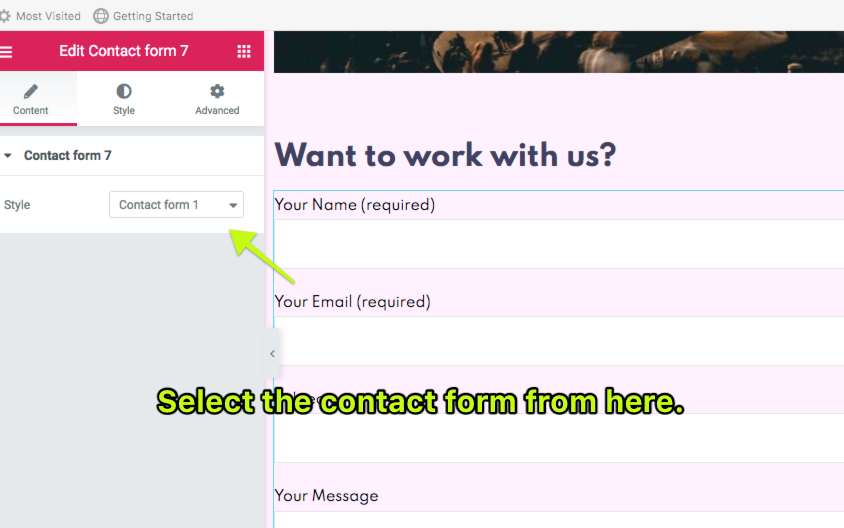 Most Visited Getting Started
Edit Contact form 7
Content Style Advanced
Contact form 7
Style Contact form 1
Want to work with us?
Your Name (required)
Your Email (required)
Select the contact form from here.
Your Message